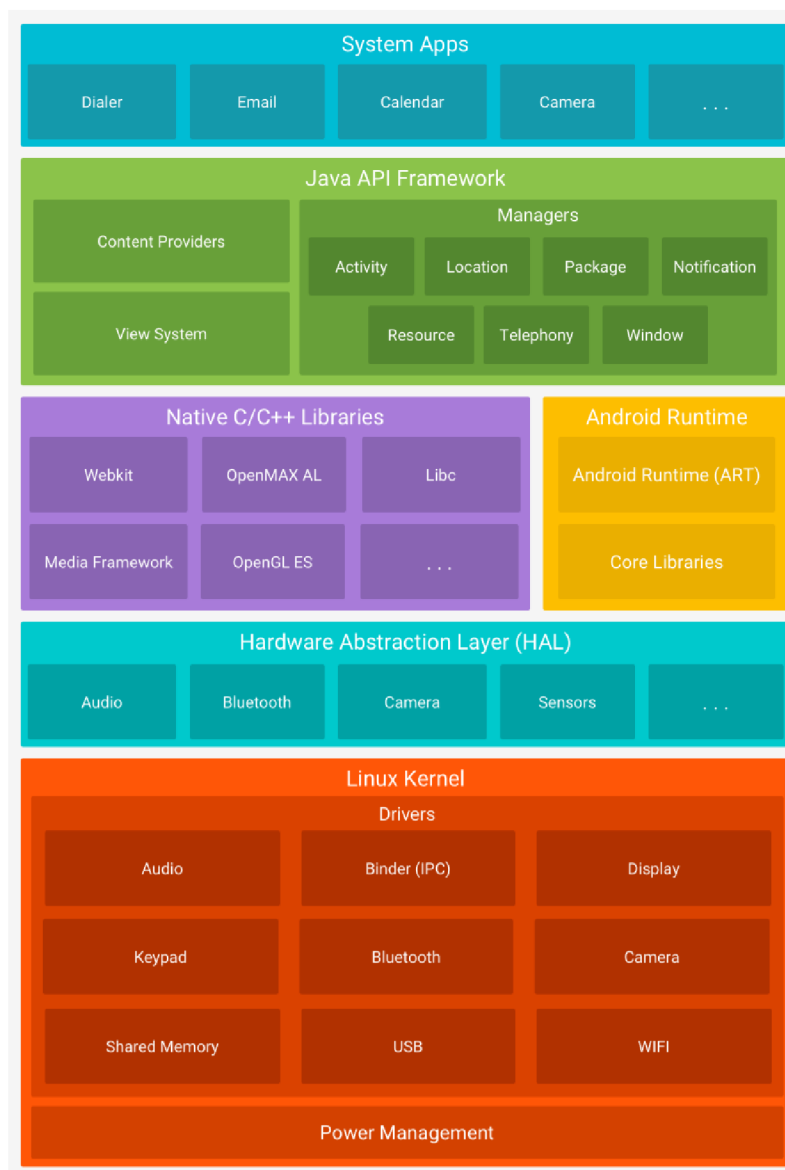 System Apps
Dialer
Email
Calendar
Camera
. . .
Java API Framework
Content Providers
View System
Managers
Activity
Location
Package
Notification
Resource
Telephony
Window
Native C/C++ Libraries
Webkit
OpenMAX AL
Libc
Media Framework
OpenGL ES
. . .
Android Runtime
Android Runtime (ART)
Core Libraries
Hardware Abstraction Layer (HAL)
Audio
Bluetooth
Camera
Sensors
. . .
Linux Kernel
Drivers
Audio
Binder (IPC)
Display
Keypad
Bluetooth
Camera
Shared Memory
USB
WIFI
Power Management